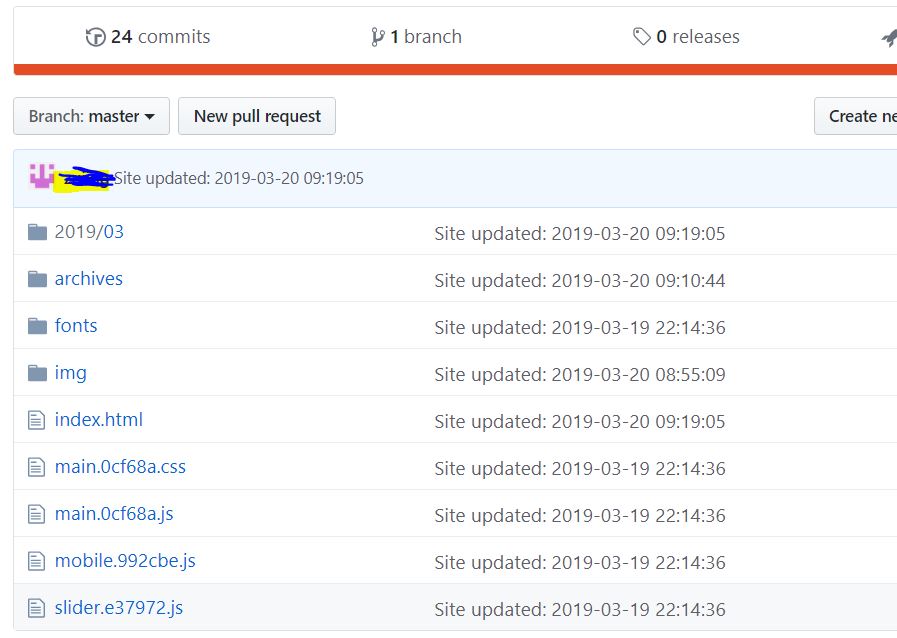 24 commits 1 branch 0 releases
Branch: master New pull request Create ne
Site updated: 2019-03-20 09:19:05
2019/03 Site updated: 2019-03-20 09:19:05
archives Site updated: 2019-03-20 09:10:44
fonts Site updated: 2019-03-19 22:14:36
img Site updated: 2019-03-20 08:55:09
index.html Site updated: 2019-03-20 09:19:05
main.0cf68a.css Site updated: 2019-03-19 22:14:36
main.0cf68a.js Site updated: 2019-03-19 22:14:36
mobile.992cbe.js Site updated: 2019-03-19 22:14:36
slider.e37972.js Site updated: 2019-03-19 22:14:36